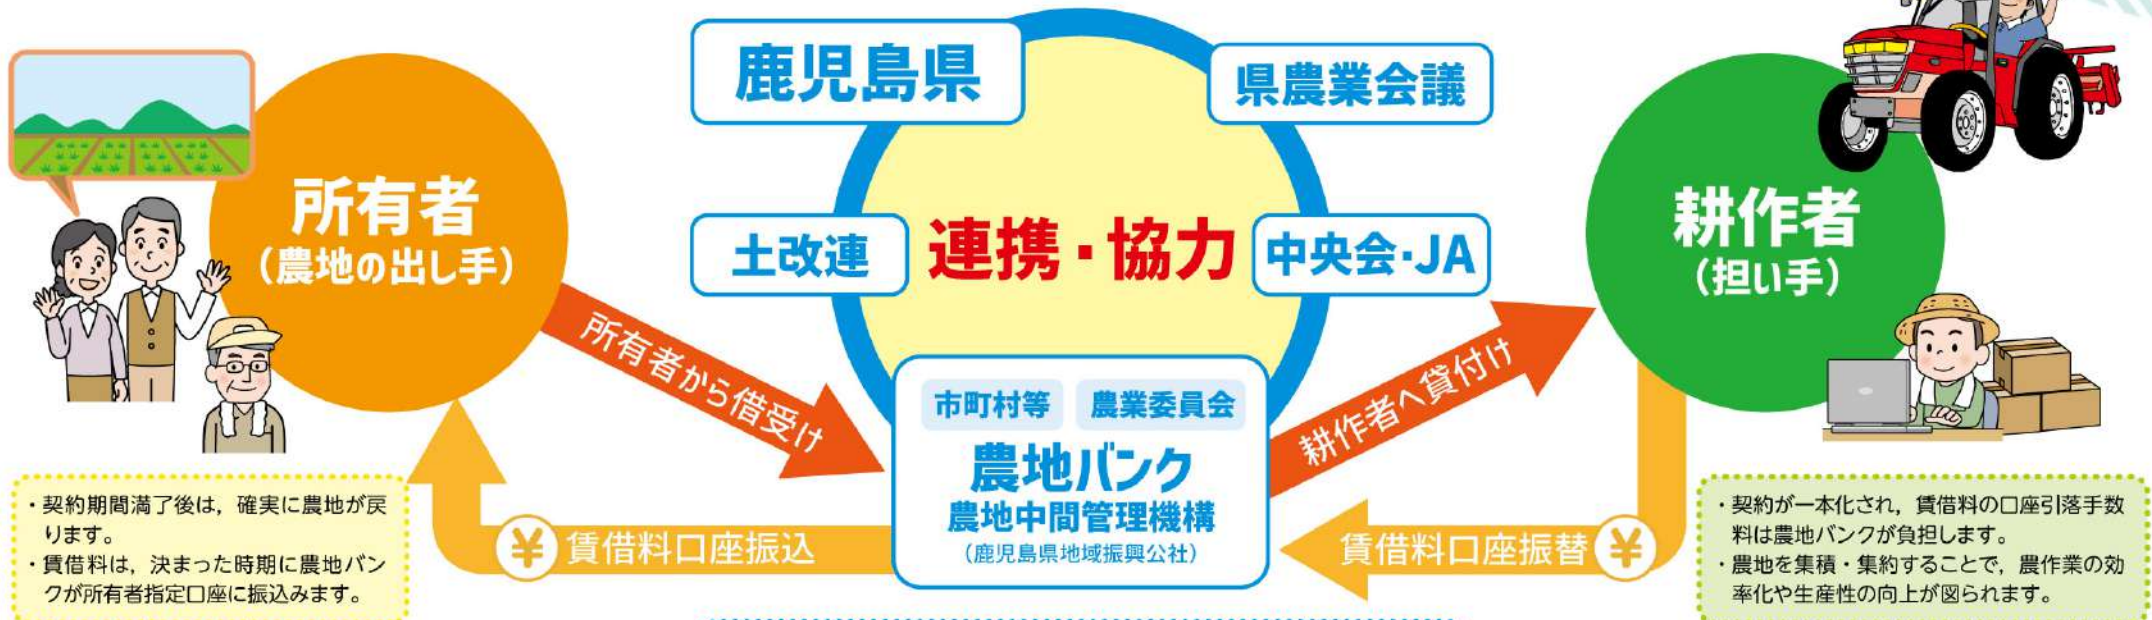 鹿児島県
県農業会議
土改連
連携・協力
中央会・JA
所有者
(農地の出し手)
耕作者
(担い手)
所有者から借受け
耕作者へ貸付け
市町村等
農業委員会
農地バンク
農地中間管理機構
(鹿児島県地域振興公社)
¥
賃借料口座振込
賃借料口座振替
¥
・契約期間満了後は，確実に農地が戻
ります。
・賃借料は，決まった時期に農地バン
クが所有者指定口座に振込みます。
・契約が一本化され，賃借料の口座引落手数
料は農地バンクが負担します。
・農地を集積・集約することで，農作業の効
率化や生産性の向上が図られます。